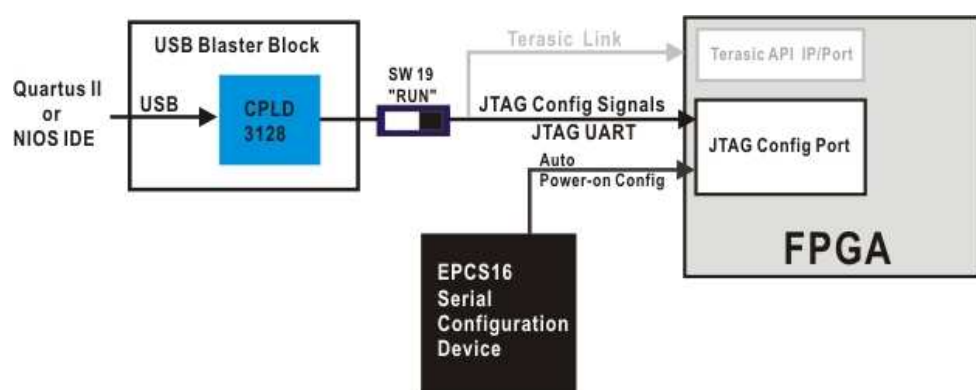 USB Blaster Block
Quartus II
or
NIOS IDE
USB
CPLD
3128
SW 19
"RUN"
Terasic Link
JTAG Config Signals
JTAG UART
Auto
Power-on Config
Terasic API IP/Port
JTAG Config Port
FPGA
EPCS16
Serial
Configuration
Device